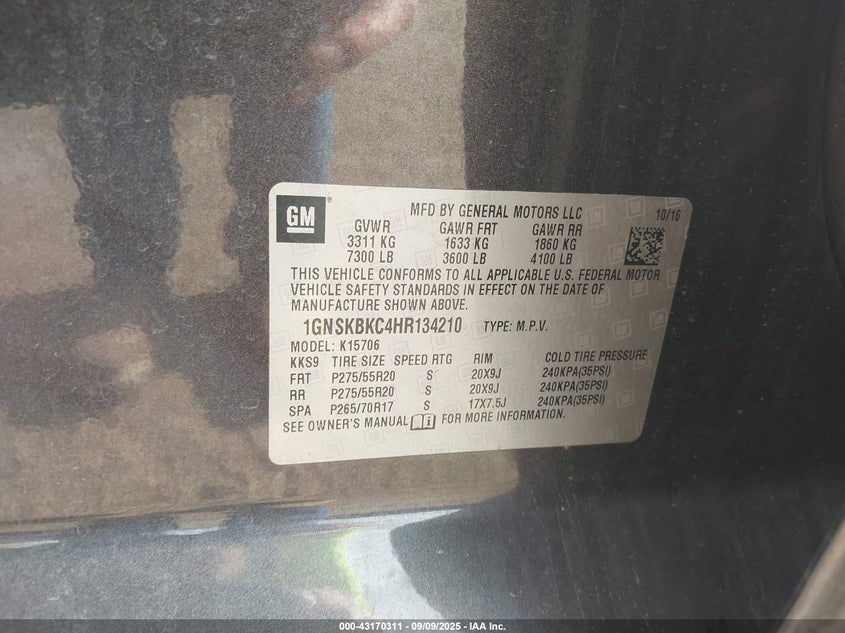 GM ®
MFD BY GENERAL MOTORS LLC 10/16
GVWR GAWR FRT GAWR RR
3311 KG 1633 KG 1860 KG
7300 LB 3600 LB 4100 LB
THIS VEHICLE CONFORMS TO ALL APPLICABLE U.S. FEDERAL MOTOR
VEHICLE SAFETY STANDARDS IN EFFECT ON THE DATE OF
MANUFACTURE SHOWN ABOVE.
1GNSKBKC4HR134210 TYPE: M.P.V.
MODEL: K15706
KKS9 TIRE SIZE SPEED RTG RIM COLD TIRE PRESSURE
FRT P275/55R20 S 20X9J 240KPA(35PSI)
RR P275/55R20 S 20X9J 240KPA(35PSI)
SPA P265/70R17 S 17X7.5J 240KPA(35PSI)
SEE OWNER'S MANUAL i FOR MORE INFORMATION.
000-43170311 - 09/09/2025 - IAA Inc.